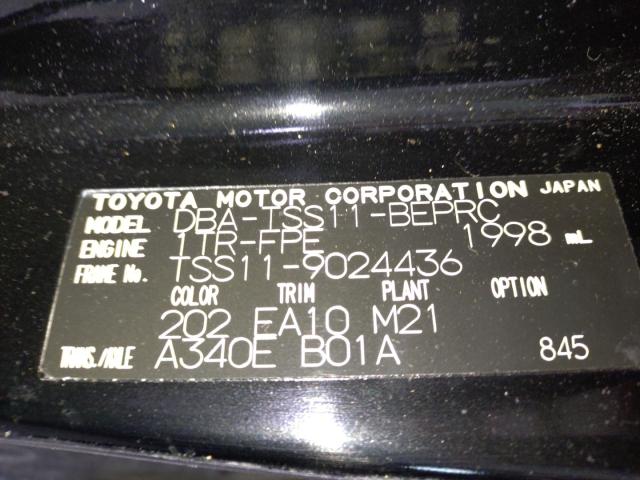 TOYOTA MOTOR CORPORATION JAPAN
MODEL DBA-TSS11-BEPRC
ENGINE 1TR-FPE 1998 mL
FRAME No. TSS11-9024436
COLOR TRIM PLANT OPTION
202 EA10 M21
TRANS./AXLE A340E B01A 845